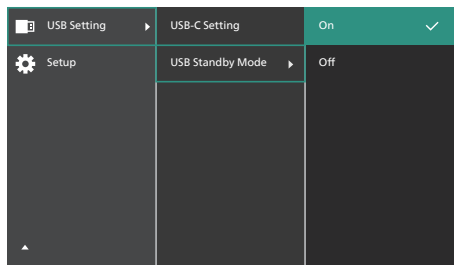 USB Setting
USB-C Setting
On
Setup
USB Standby Mode
Off